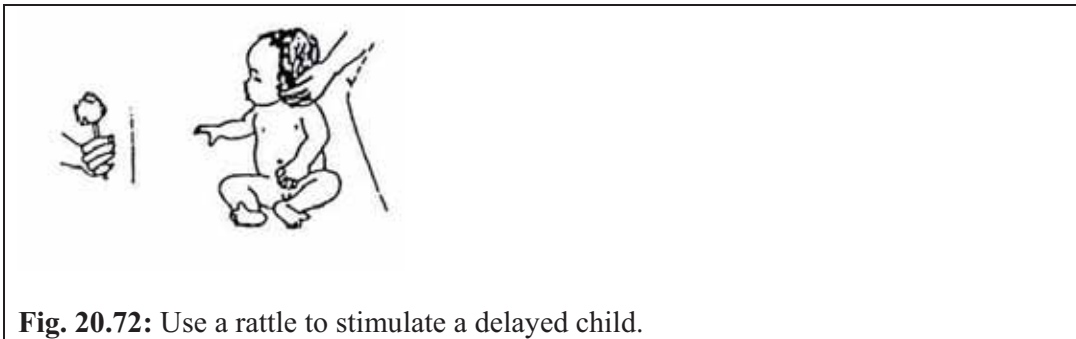 Fig. 20.72: Use a rattle to stimulate a delayed child.